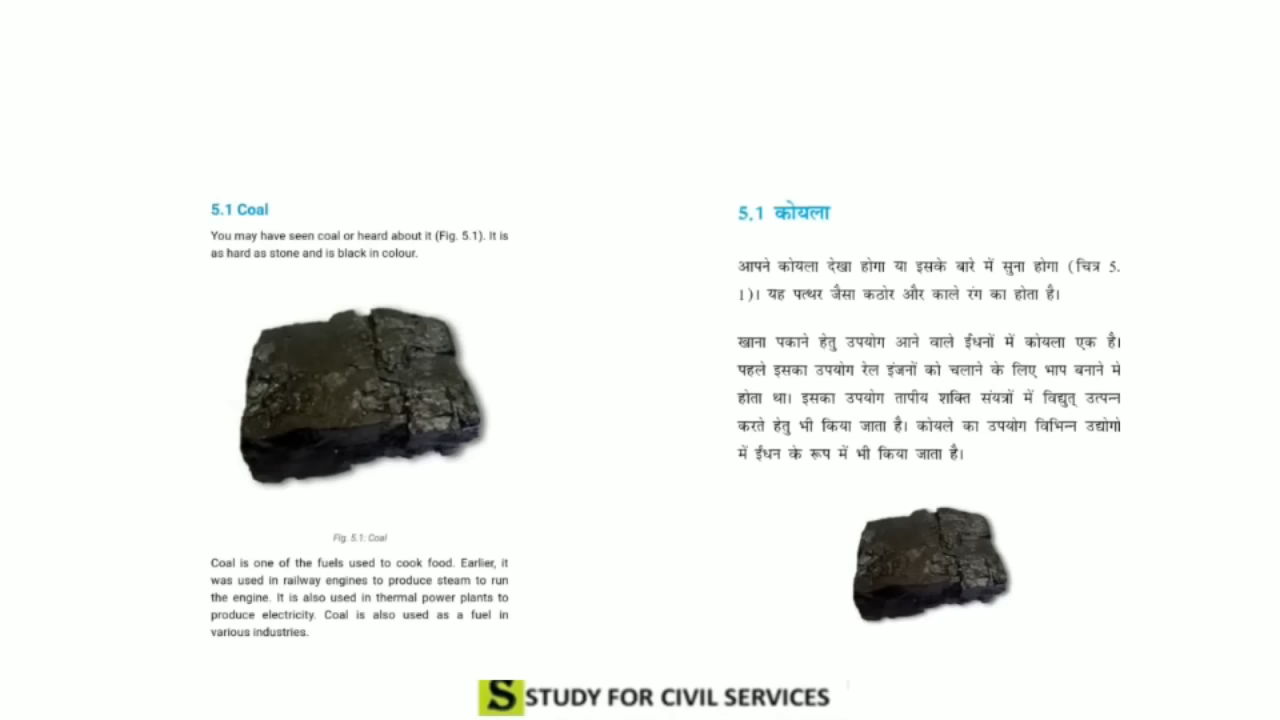 5.1 Coal
You may have seen coal or heard about it (Fig. 5.1). It is
as hard as stone and is black in colour.
Fig. 5.1: Coal
Coal is one of the fuels used to cook food. Earlier, it
was used in railway engines to produce steam to run
the engine. It is also used in thermal power plants to
produce electricity. Coal is also used as a fuel in
various industries.
5.1 कोयला
आपने कोयला देखा होगा या इसके बारे में सुना होगा (चित्र 5.
1)। यह पत्थर जैसा कठोर और काले रंग का होता है।
खाना पकाने हेतु उपयोग आने वाले ईंधनों में कोयला एक है।
पहले इसका उपयोग रेल इंजनों को चलाने के लिए भाप बनाने मे
होता था। इसका उपयोग तापीय शक्ति संयत्रों में विद्युत् उत्पन्न
करते हेतु भी किया जाता है। कोयले का उपयोग विभिन्न उद्योगो
में ईंधन के रूप में भी किया जाता है।
S STUDY FOR CIVIL SERVICES